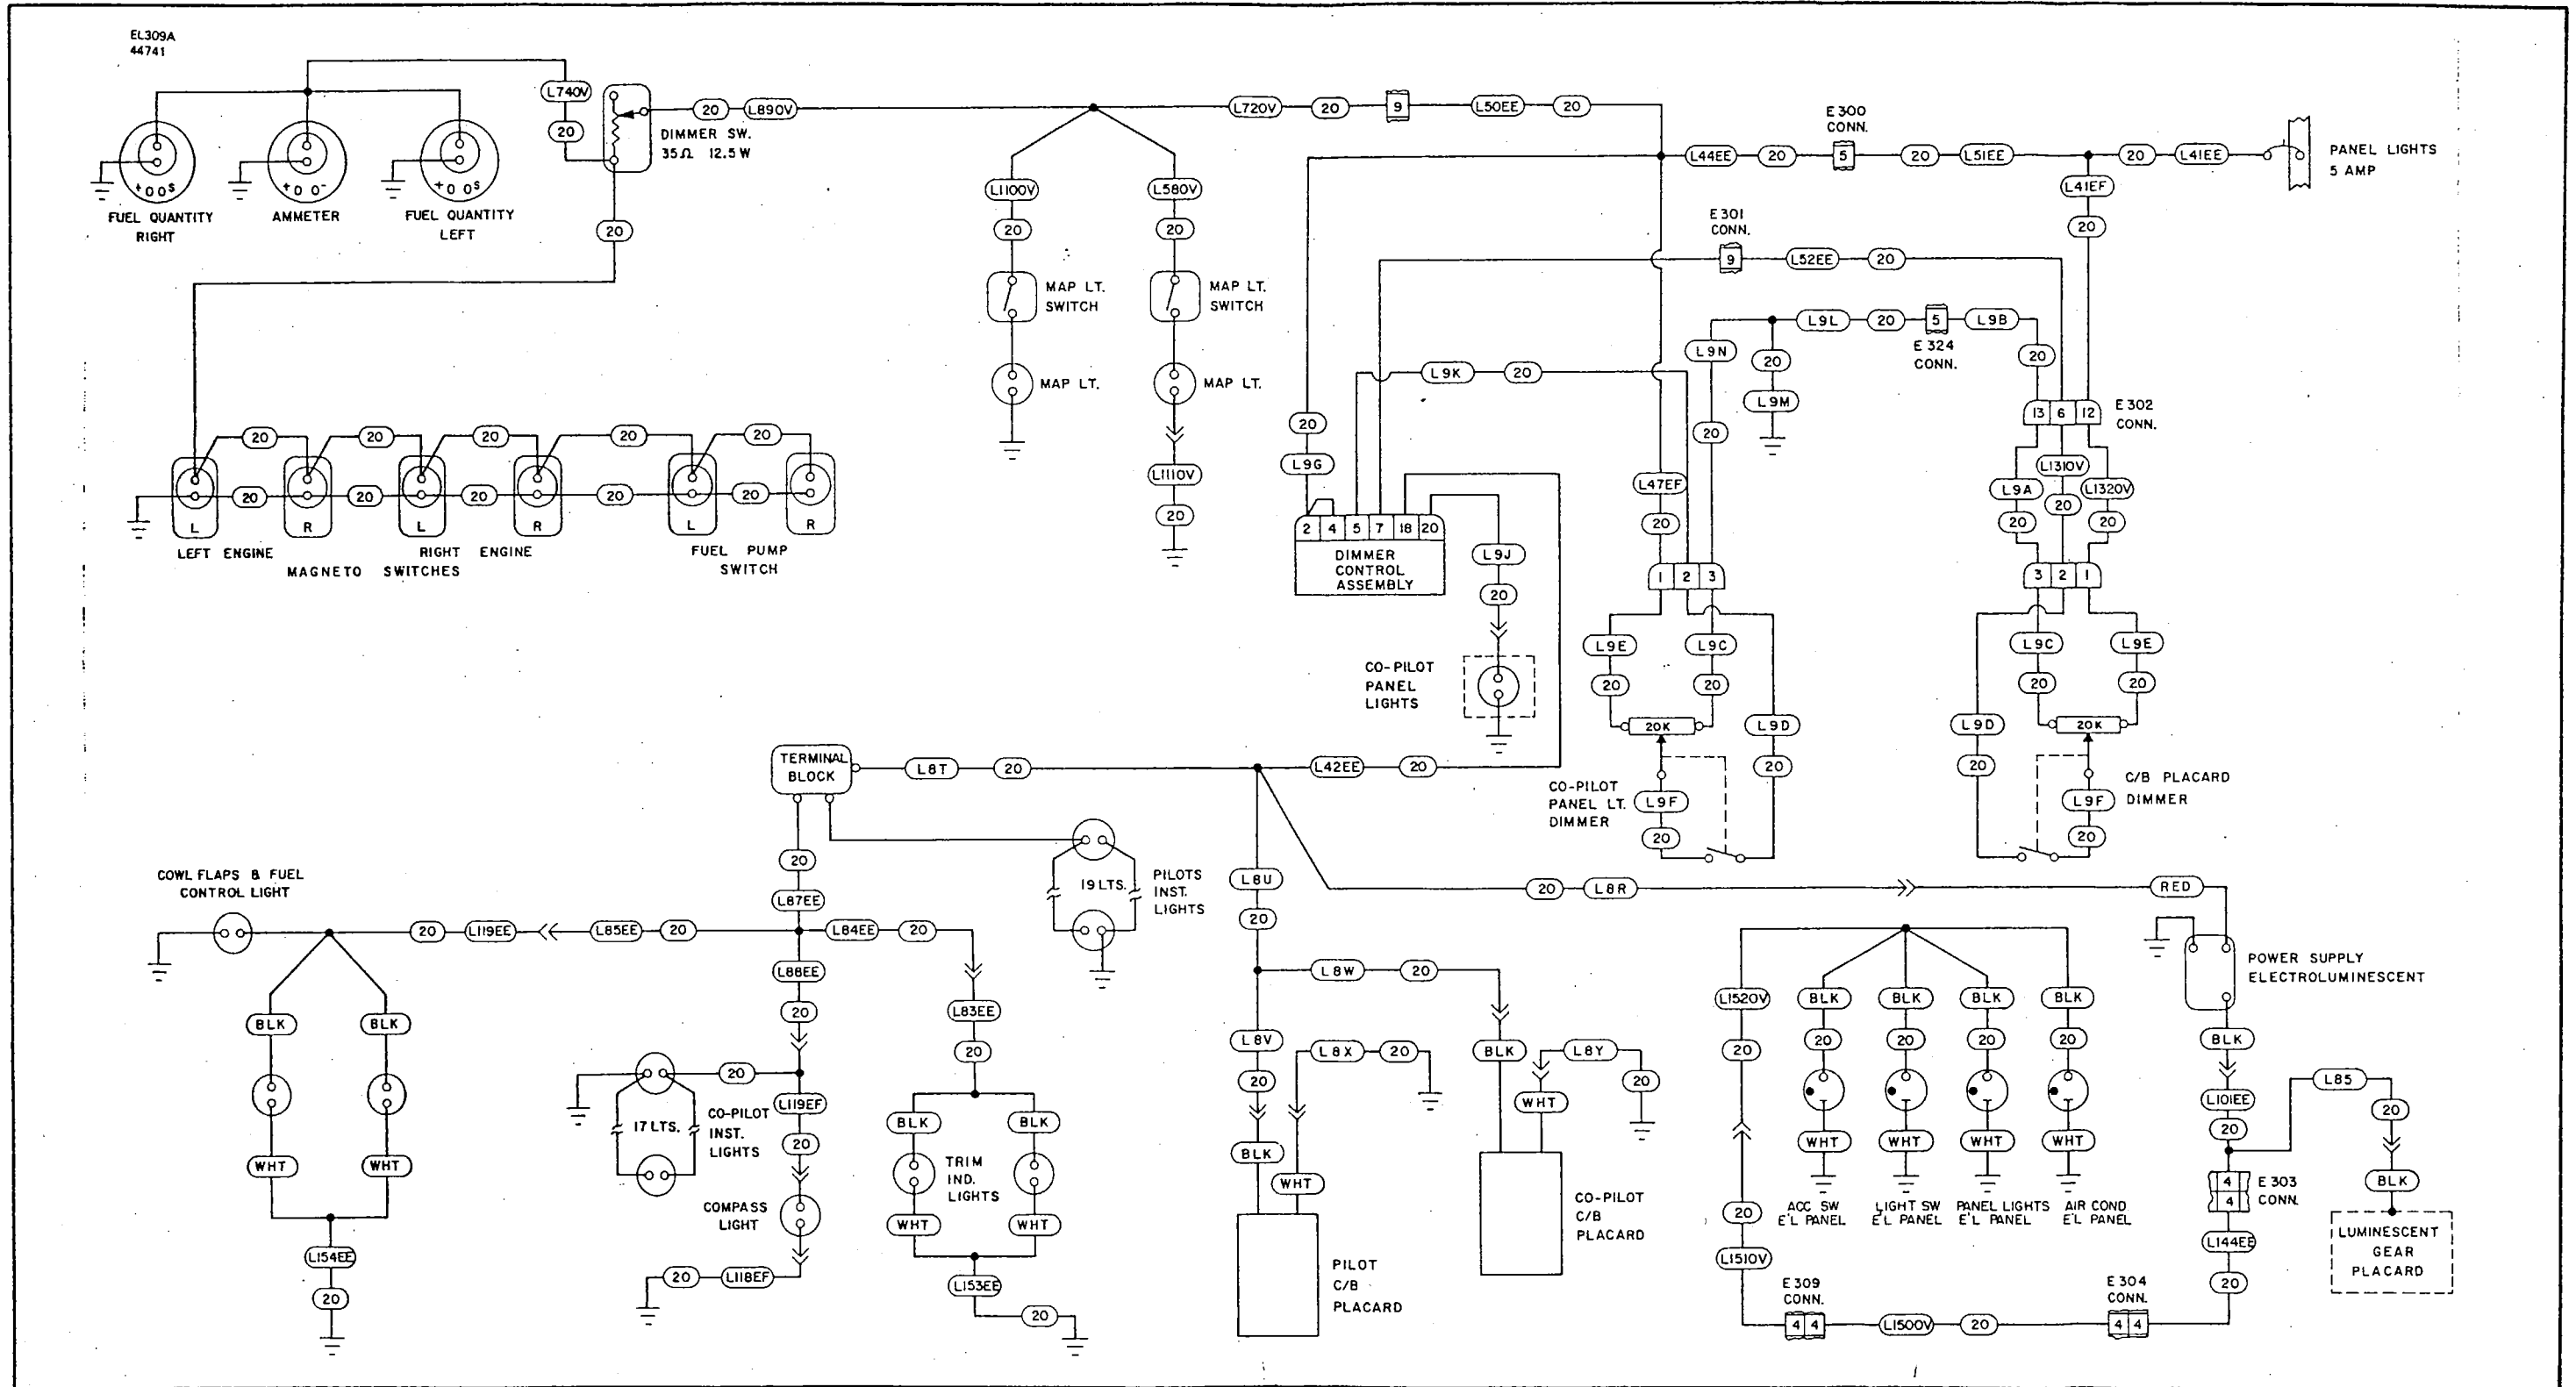 EL309A
44741
L740V
20
DIMMER SW.
35Ω 12.5W
20
L890V
L720V
20
9
L50EE
20
E300
CONN.
L44EE
20
5
20
L51EE
20
L41EE
PANEL LIGHTS
5 AMP
L41EF
20
+ 0 0 S
FUEL QUANTITY
RIGHT
+ 0 0 -
AMMETER
+ 0 0 S
FUEL QUANTITY
LEFT
20
L1100V
20
MAP LT.
SWITCH
MAP LT.
L580V
20
MAP LT.
SWITCH
MAP LT.
L1110V
20
E301
CONN.
9
L52EE
20
L9L
20
5
L9B
E324
CONN.
20
L9N
20
L9M
20
L9K
20
13 6 12
E302
CONN.
20
L9G
L47EF
20
L9A
20
L1310V
20
L1320V
20
20
20
20
20
20
20
20
20
20
20
L
R
L
R
L
R
LEFT ENGINE
RIGHT ENGINE
MAGNETO SWITCHES
FUEL PUMP
SWITCH
2 4 5 7 18 20
DIMMER
CONTROL
ASSEMBLY
L9J
20
CO-PILOT
PANEL
LIGHTS
1 2 3
3 2 1
L9E
20
L9C
20
20K
L9D
20
L9F
20
CO-PILOT
PANEL LT.
DIMMER
L9C
20
L9E
20
20K
L9D
20
L9F
20
C/B PLACARD
DIMMER
TERMINAL
BLOCK
L8T
20
L42EE
20
20
L87EE
19 LTS.
PILOTS
INST.
LIGHTS
L8U
20
20
L8R
RED
COWL FLAPS & FUEL
CONTROL LIGHT
20
L119EE
L85EE
20
L84EE
20
L88EE
20
L83EE
20
BLK
BLK
WHT
WHT
L154EE
20
20
17 LTS.
CO-PILOT
INST.
LIGHTS
L119EF
20
COMPASS
LIGHT
20
L118EF
BLK
BLK
TRIM
IND.
LIGHTS
WHT
WHT
L153EE
20
L8W
20
L8V
20
BLK
L8X
20
WHT
PILOT
C/B
PLACARD
BLK
L8Y
20
WHT
CO-PILOT
C/B
PLACARD
L1520V
20
20
L1510V
BLK
BLK
BLK
BLK
20
20
20
20
WHT
WHT
WHT
WHT
ACC SW
E'L PANEL
LIGHT SW
E'L PANEL
PANEL LIGHTS
E'L PANEL
AIR COND
E'L PANEL
POWER SUPPLY
ELECTROLUMINESCENT
BLK
L101EE
20
L85
20
BLK
4
4
E303
CONN.
LUMINESCENT
GEAR
PLACARD
L144EE
20
E309
CONN.
4 4
L1500V
20
E304
CONN.
4 4